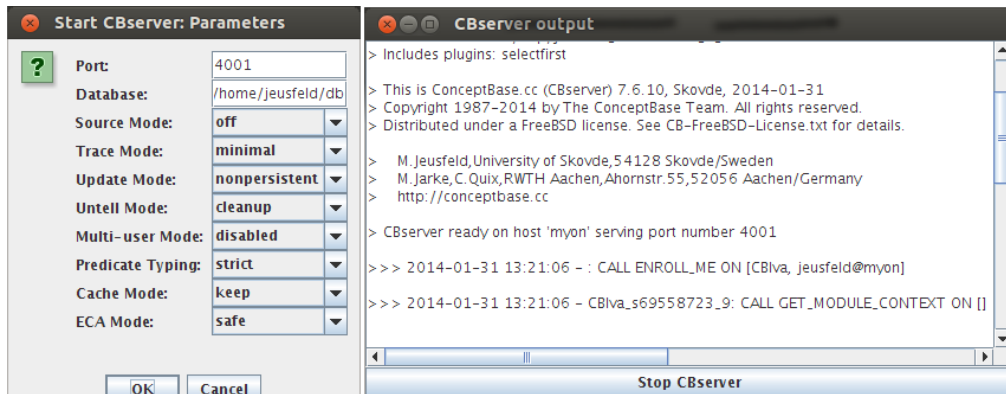 Start CBserver: Parameters
Port: 4001
Database: /home/jeusfeld/db
Source Mode: off
Trace Mode: minimal
Update Mode: nonpersistent
Untell Mode: cleanup
Multi-user Mode: disabled
Predicate Typing: strict
Cache Mode: keep
ECA Mode: safe
OK Cancel
CBserver output
> Includes plugins: selectfirst
> This is ConceptBase.cc (CBserver) 7.6.10, Skovde, 2014-01-31
> Copyright 1987-2014 by The ConceptBase Team. All rights reserved.
> Distributed under a FreeBSD license. See CB-FreeBSD-License.txt for details.
> M.Jeusfeld,University of Skovde,54128 Skovde/Sweden
> M.Jarke,C.Quix,RWTH Aachen,Ahornstr.55,52056 Aachen/Germany
> http://conceptbase.cc
> CBserver ready on host 'myon' serving port number 4001
>>> 2014-01-31 13:21:06 - : CALL ENROLL_ME ON [CBIva, jeusfeld@myon]
>>> 2014-01-31 13:21:06 - CBIva_s69558723_9: CALL GET_MODULE_CONTEXT ON []
Stop CBserver